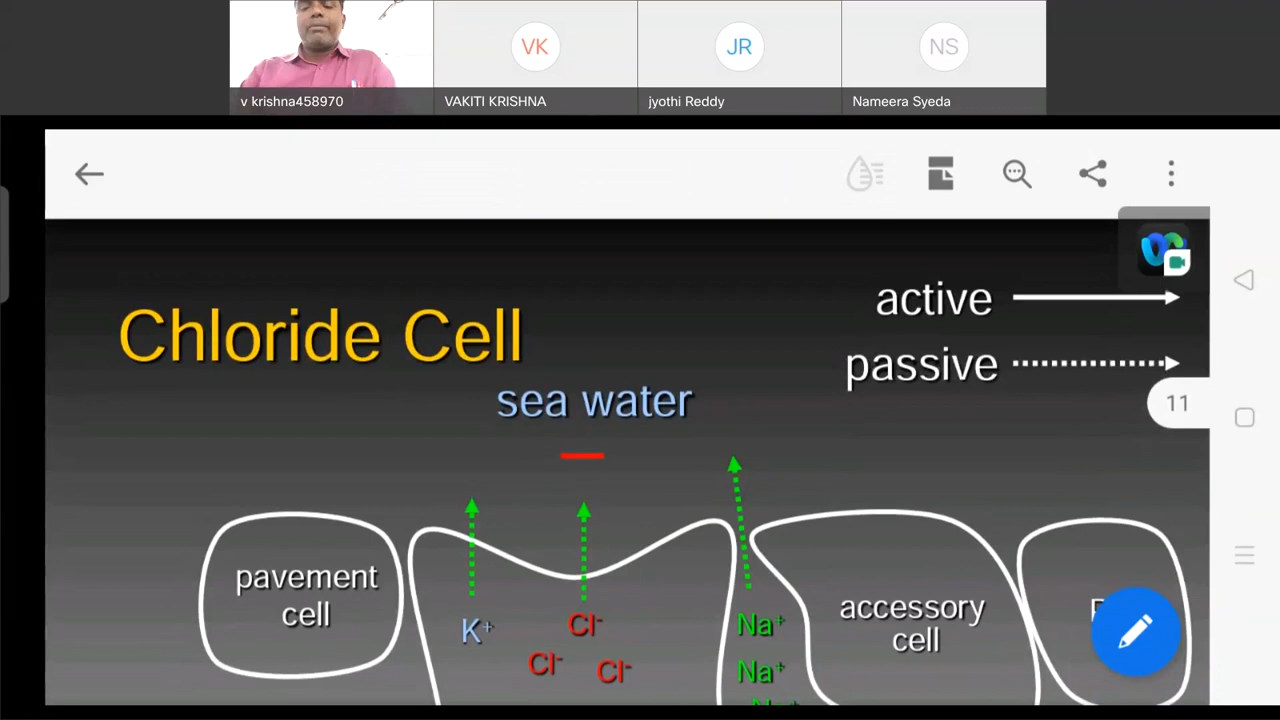 VK
JR
NS
v krishna458970
VAKITI KRISHNA
jyothi Reddy
Nameera Syeda
active
Chloride Cell
passive
sea water
11
pavement
cell
accessory
cell
K⁺
Cl⁻
Na⁺
Cl⁻
Cl⁻
Na⁺